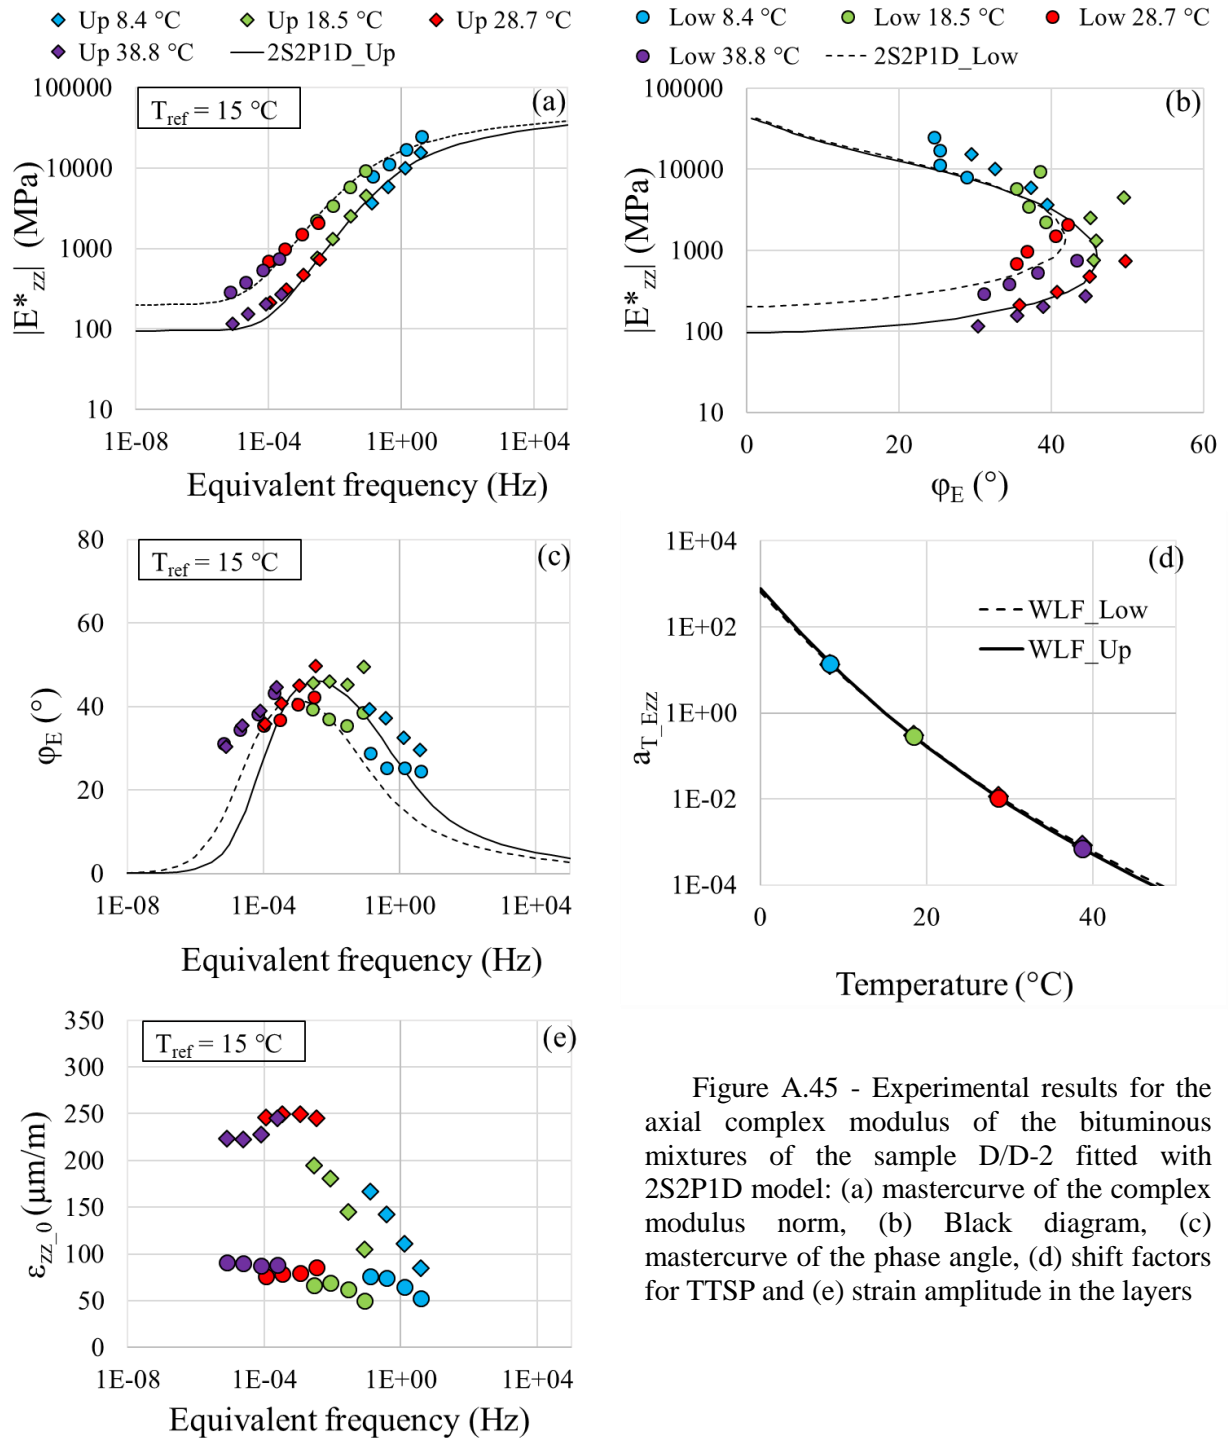 Up 8.4 °C Up 18.5 °C Up 28.7 °C
Up 38.8 °C 2S2P1D_Up
Low 8.4 °C Low 18.5 °C Low 28.7 °C
Low 38.8 °C 2S2P1D_Low
100000
10000
1000
100
10
|E*zz| (MPa)
Tref = 15 °C
(a)
1E-08 1E-04 1E+00 1E+04
Equivalent frequency (Hz)
100000
10000
1000
100
10
|E*zz| (MPa)
(b)
0 20 40 60
φE (°)
80
60
40
20
0
φE (°)
Tref = 15 °C
(c)
1E-08 1E-04 1E+00 1E+04
Equivalent frequency (Hz)
1E+04
1E+02
1E+00
1E-02
1E-04
aT_Ezz
(d)
WLF_Low
WLF_Up
0 20 40
Temperature (°C)
350
300
250
200
150
100
50
0
εzz_0 (µm/m)
Tref = 15 °C
(e)
1E-08 1E-04 1E+00 1E+04
Equivalent frequency (Hz)
Figure A.45 - Experimental results for the
axial complex modulus of the bituminous
mixtures of the sample D/D-2 fitted with
2S2P1D model: (a) mastercurve of the complex
modulus norm, (b) Black diagram, (c)
mastercurve of the phase angle, (d) shift factors
for TTSP and (e) strain amplitude in the layers